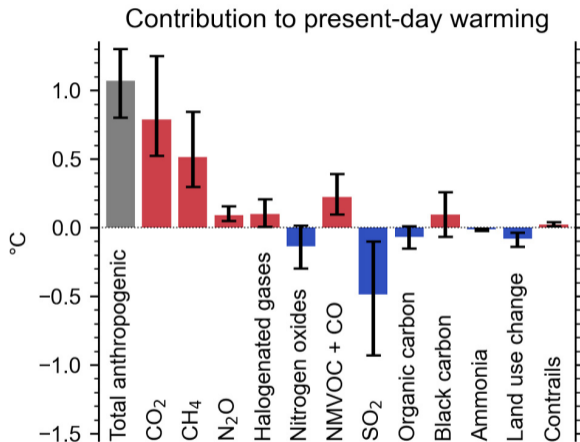 Contribution to present-day warming
°C
1.0
0.5
0.0
−0.5
−1.0
−1.5
Total anthropogenic
CO₂
CH₄
N₂O
Halogenated gases
Nitrogen oxides
NMVOC + CO
SO₂
Organic carbon
Black carbon
Ammonia
Land use change
Contrails